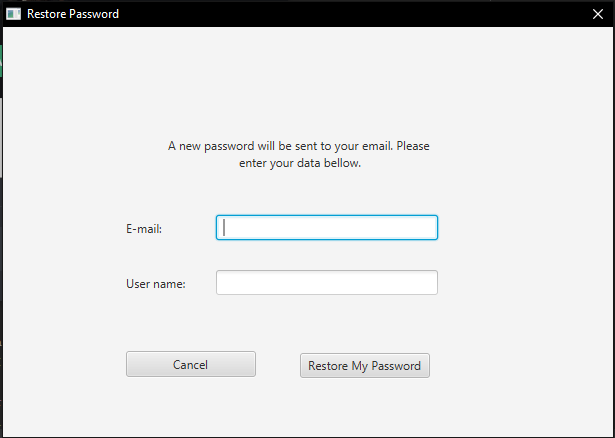 Restore Password
A new password will be sent to your email. Please
enter your data bellow.
E-mail:
User name:
Cancel
Restore My Password